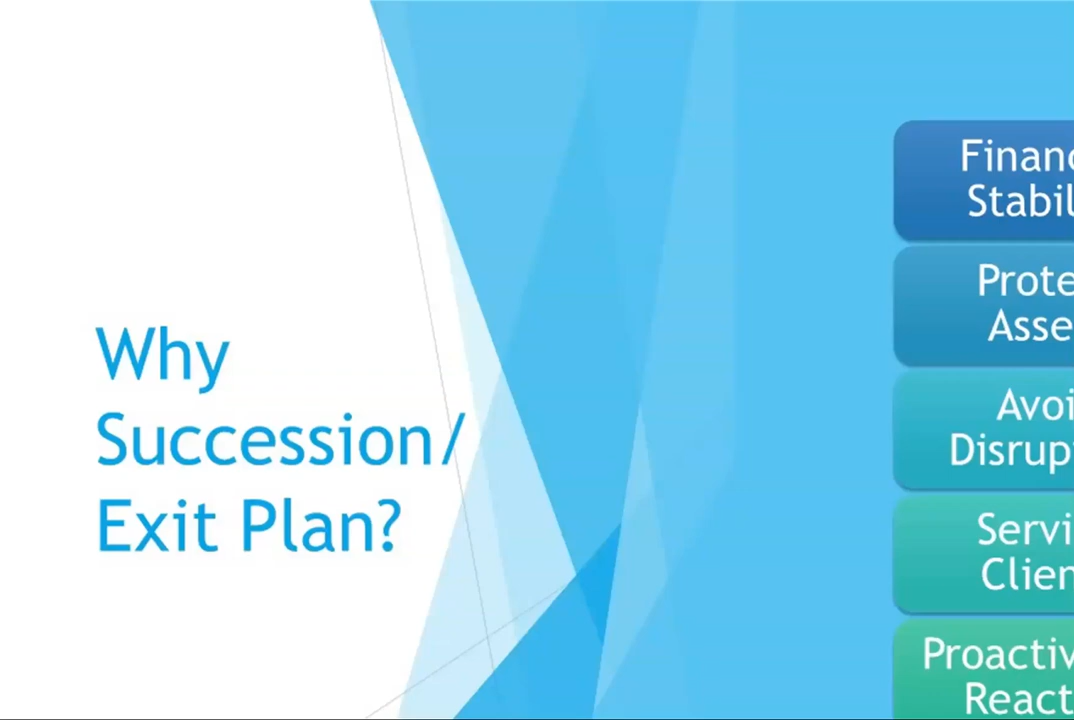 Why
Succession/
Exit Plan?
Financ
Stabil
Prote
Asse
Avoi
Disrup
Servi
Clien
Proactiv
React